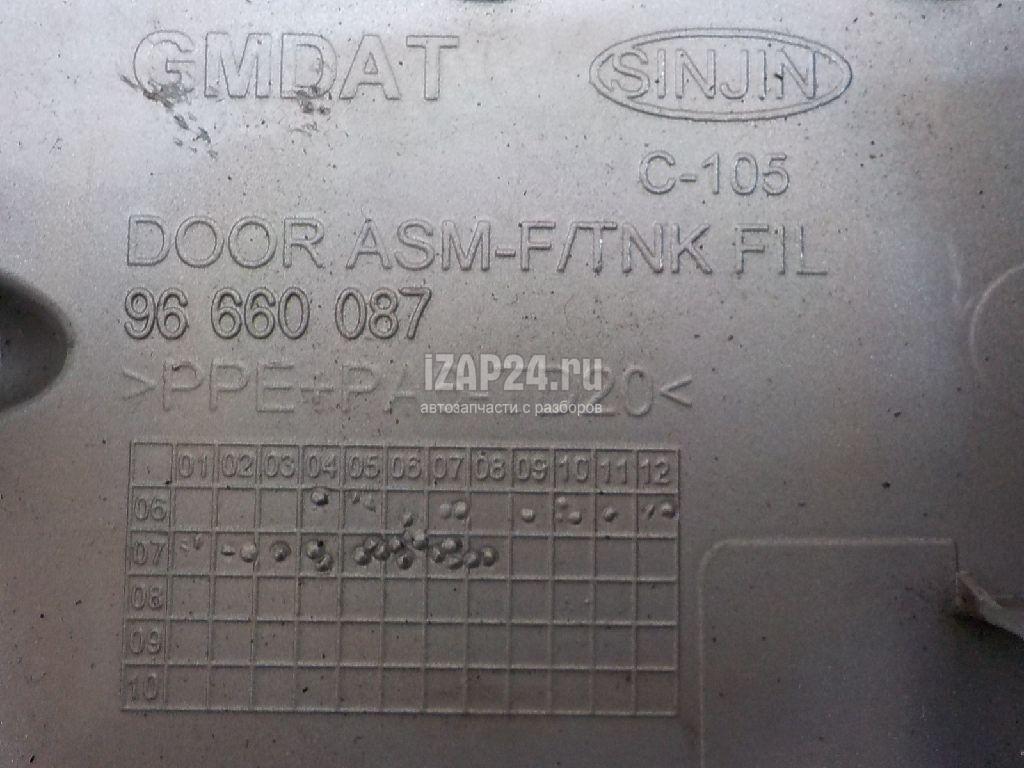 GMDAT SINJIN
C-105
DOOR ASM-F/TNK FIL
96 660 087
iZAP24.ru
автозапчасти с разборов
01 02 03 04 05 06 07 08 09 10 11 12
06
07
08
09
10